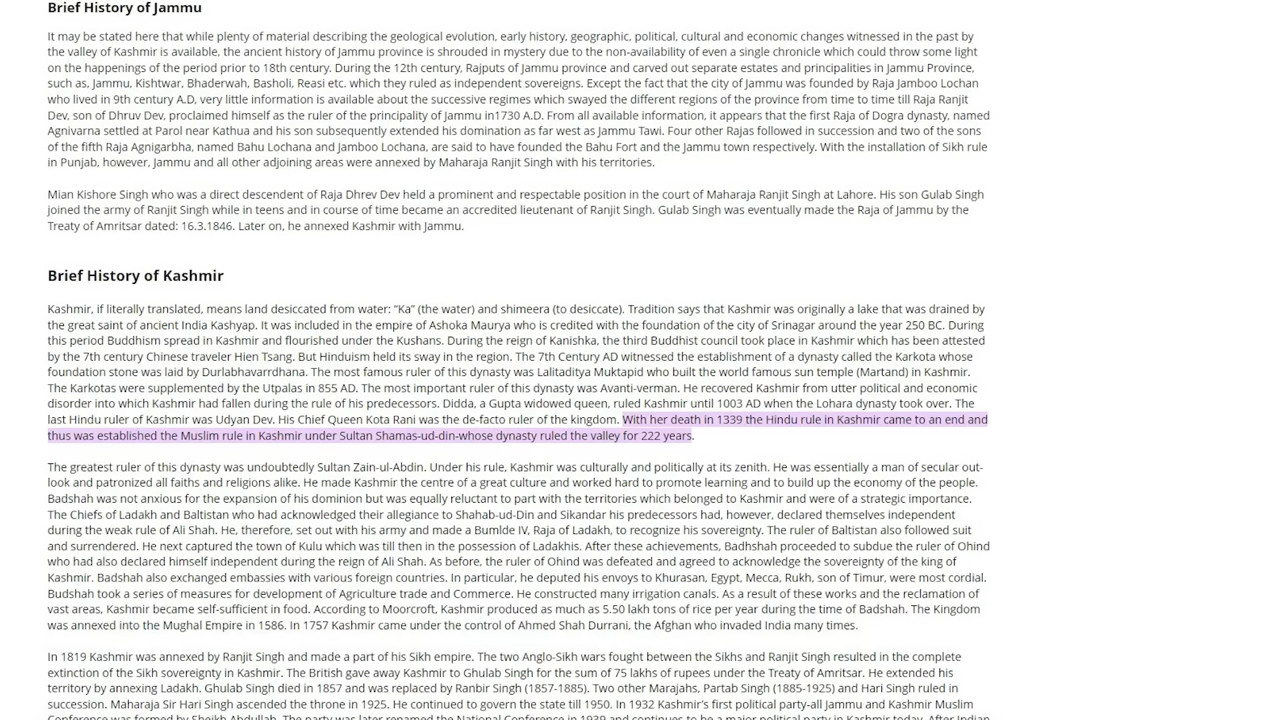 Brief History of Jammu
It may be stated here that while plenty of material describing the geological evolution, early history, geographic, political, cultural and economic changes witnessed in the past by
the valley of Kashmir is available, the ancient history of Jammu province is shrouded in mystery due to the non-availability of even a single chronicle which could throw some light
on the happenings of the period prior to 18th century. During the 12th century, Rajputs of Jammu province and carved out separate estates and principalities in Jammu Province,
such as, Jammu, Kishtwar, Bhaderwah, Basholi, Reasi etc. which they ruled as independent sovereigns. Except the fact that the city of Jammu was founded by Raja Jamboo Lochan
who lived in 9th century A.D, very little information is available about the successive regimes which swayed the different regions of the province from time to time till Raja Ranjit
Dev, son of Dhruv Dev, proclaimed himself as the ruler of the principality of Jammu in1730 A.D. From all available information, it appears that the first Raja of Dogra dynasty, named
Agnivarna settled at Parol near Kathua and his son subsequently extended his domination as far west as Jammu Tawi. Four other Rajas followed in succession and two of the sons
of the fifth Raja Agnigarbha, named Bahu Lochana and Jamboo Lochana, are said to have founded the Bahu Fort and the Jammu town respectively. With the installation of Sikh rule
in Punjab, however, Jammu and all other adjoining areas were annexed by Maharaja Ranjit Singh with his territories.
Mian Kishore Singh who was a direct descendent of Raja Dhrev Dev held a prominent and respectable position in the court of Maharaja Ranjit Singh at Lahore. His son Gulab Singh
joined the army of Ranjit Singh while in teens and in course of time became an accredited lieutenant of Ranjit Singh. Gulab Singh was eventually made the Raja of Jammu by the
Treaty of Amritsar dated: 16.3.1846. Later on, he annexed Kashmir with Jammu.
Brief History of Kashmir
Kashmir, if literally translated, means land desiccated from water: “Ka” (the water) and shimeera (to desiccate). Tradition says that Kashmir was originally a lake that was drained by
the great saint of ancient India Kashyap. It was included in the empire of Ashoka Maurya who is credited with the foundation of the city of Srinagar around the year 250 BC. During
this period Buddhism spread in Kashmir and flourished under the Kushans. During the reign of Kanishka, the third Buddhist council took place in Kashmir which has been attested
by the 7th century Chinese traveler Hien Tsang. But Hinduism held its sway in the region. The 7th Century AD witnessed the establishment of a dynasty called the Karkota whose
foundation stone was laid by Durlabhavarrdhana. The most famous ruler of this dynasty was Lalitaditya Muktapid who built the world famous sun temple (Martand) in Kashmir.
The Karkotas were supplemented by the Utpalas in 855 AD. The most important ruler of this dynasty was Avanti-verman. He recovered Kashmir from utter political and economic
disorder into which Kashmir had fallen during the rule of his predecessors. Didda, a Gupta widowed queen, ruled Kashmir until 1003 AD when the Lohara dynasty took over. The
last Hindu ruler of Kashmir was Udyan Dev. His Chief Queen Kota Rani was the de-facto ruler of the kingdom. With her death in 1339 the Hindu rule in Kashmir came to an end and
thus was established the Muslim rule in Kashmir under Sultan Shamas-ud-din-whose dynasty ruled the valley for 222 years.
The greatest ruler of this dynasty was undoubtedly Sultan Zain-ul-Abdin. Under his rule, Kashmir was culturally and politically at its zenith. He was essentially a man of secular out-
look and patronized all faiths and religions alike. He made Kashmir the centre of a great culture and worked hard to promote learning and to build up the economy of the people.
Badshah was not anxious for the expansion of his dominion but was equally reluctant to part with the territories which belonged to Kashmir and were of a strategic importance.
The Chiefs of Ladakh and Baltistan who had acknowledged their allegiance to Shahab-ud-Din and Sikandar his predecessors had, however, declared themselves independent
during the weak rule of Ali Shah. He, therefore, set out with his army and made a Bumlde IV, Raja of Ladakh, to recognize his sovereignty. The ruler of Baltistan also followed suit
and surrendered. He next captured the town of Kulu which was till then in the possession of Ladakhis. After these achievements, Badhshah proceeded to subdue the ruler of Ohind
who had also declared himself independent during the reign of Ali Shah. As before, the ruler of Ohind was defeated and agreed to acknowledge the sovereignty of the king of
Kashmir. Badshah also exchanged embassies with various foreign countries. In particular, he deputed his envoys to Khurasan, Egypt, Mecca, Rukh, son of Timur, were most cordial.
Budshah took a series of measures for development of Agriculture trade and Commerce. He constructed many irrigation canals. As a result of these works and the reclamation of
vast areas, Kashmir became self-sufficient in food. According to Moorcroft, Kashmir produced as much as 5.50 lakh tons of rice per year during the time of Badshah. The Kingdom
was annexed into the Mughal Empire in 1586. In 1757 Kashmir came under the control of Ahmed Shah Durrani, the Afghan who invaded India many times.
In 1819 Kashmir was annexed by Ranjit Singh and made a part of his Sikh empire. The two Anglo-Sikh wars fought between the Sikhs and Ranjit Singh resulted in the complete
extinction of the Sikh sovereignty in Kashmir. The British gave away Kashmir to Ghulab Singh for the sum of 75 lakhs of rupees under the Treaty of Amritsar. He extended his
territory by annexing Ladakh. Ghulab Singh died in 1857 and was replaced by Ranbir Singh (1857-1885). Two other Marajahs, Partab Singh (1885-1925) and Hari Singh ruled in
succession. Maharaja Sir Hari Singh ascended the throne in 1925. He continued to govern the state till 1950. In 1932 Kashmir’s first political party-all Jammu and Kashmir Muslim
Conference was formed by Sheikh Abdullah. The party was later renamed the National Conference in 1939 and continues to be a major political party in Kashmir today. After Indian